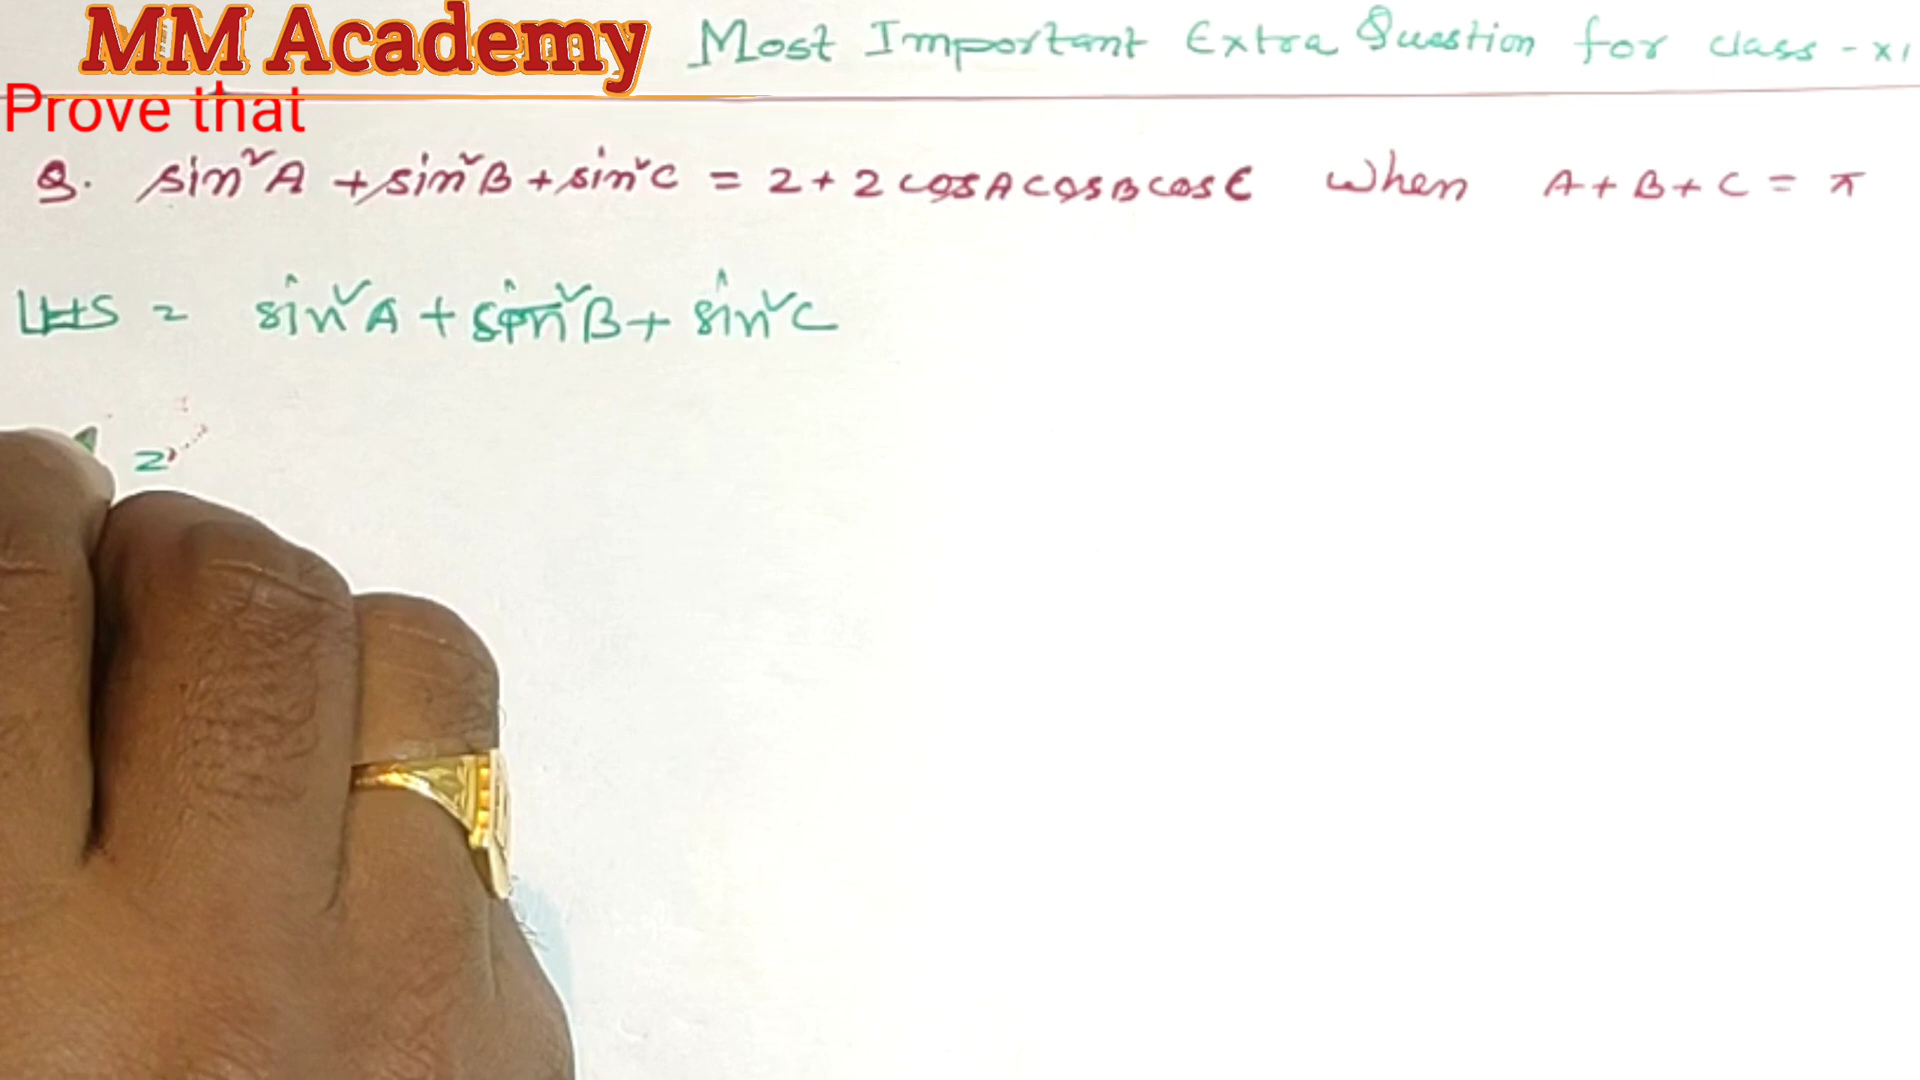 MM Academy Most Important Extra Question for class - XI
Prove that
Q. sin²A + sin²B + sin²C = 2 + 2 cosA cosB cosC when A + B + C = π
LHS = sin²A + sin²B + sin²C
2